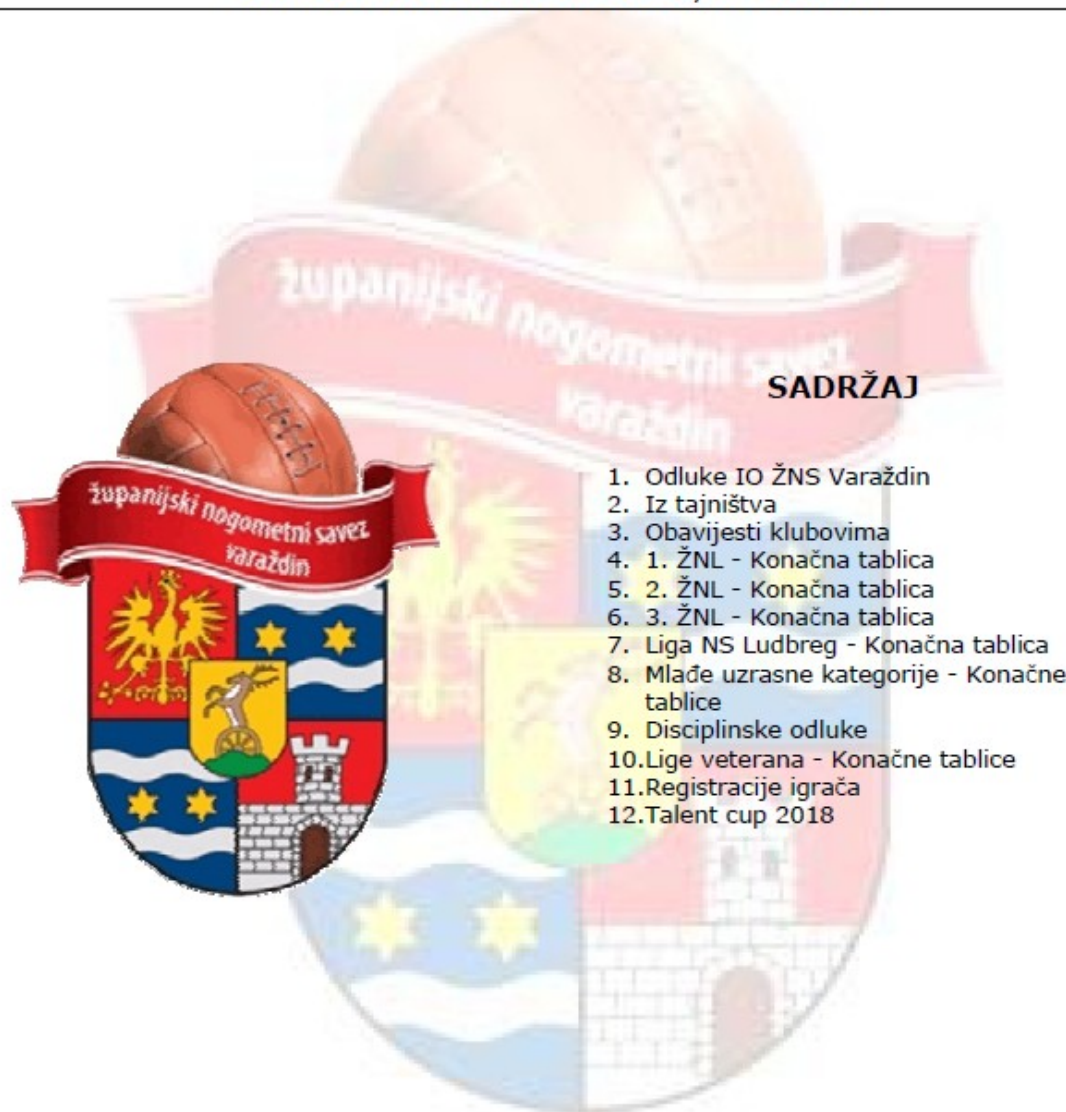 županijski nogometni savez
varaždin
SADRŽAJ
županijski nogometni savez
varaždin
1. Odluke IO ŽNS Varaždin
2. Iz tajništva
3. Obavijesti klubovima
4. 1. ŽNL - Konačna tablica
5. 2. ŽNL - Konačna tablica
6. 3. ŽNL - Konačna tablica
7. Liga NS Ludbreg - Konačna tablica
8. Mlađe uzrasne kategorije - Konačne
tablice
9. Disciplinske odluke
10.Lige veterana - Konačne tablice
11.Registracije igrača
12.Talent cup 2018